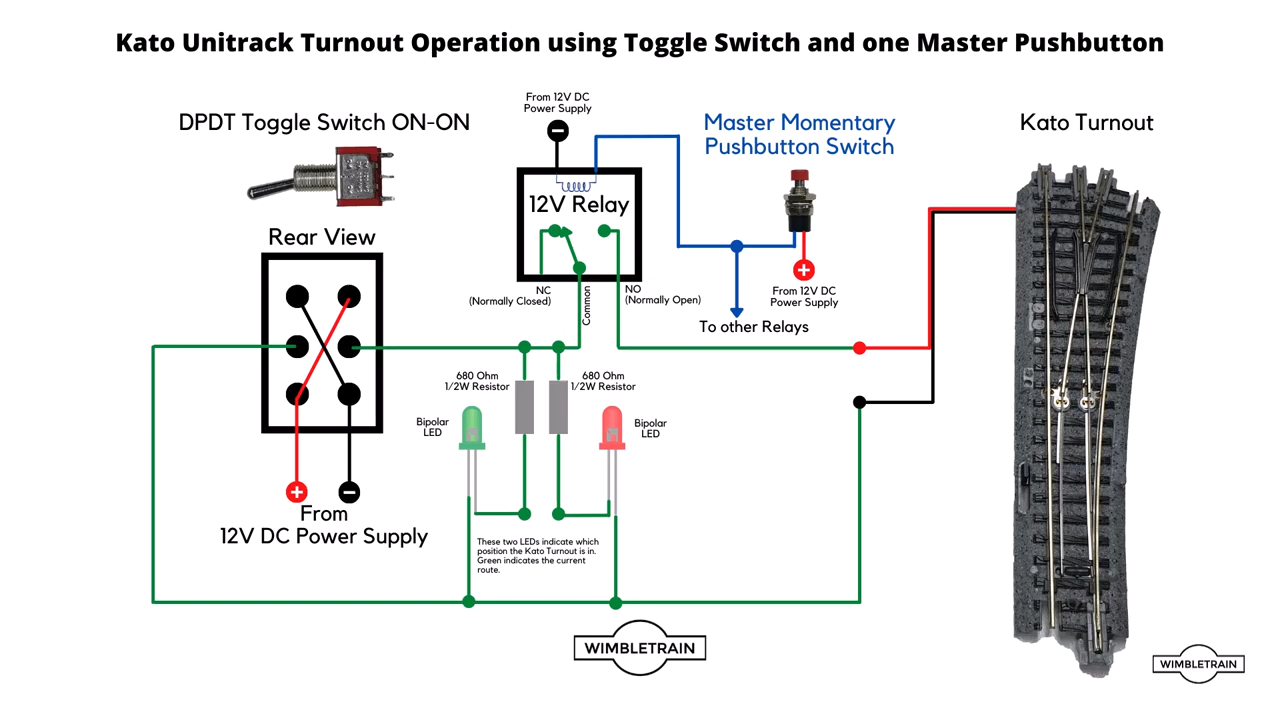 Kato Unitrack Turnout Operation using Toggle Switch and one Master Pushbutton
DPDT Toggle Switch ON-ON
Rear View
From
12V DC Power Supply
From 12V DC
Power Supply
12V Relay
NC
(Normally Closed)
Common
NO
(Normally Open)
Master Momentary
Pushbutton Switch
From 12V DC
Power Supply
To other Relays
Kato Turnout
680 Ohm
1/2W Resistor
680 Ohm
1/2W Resistor
Bipolar
LED
Bipolar
LED
These two LEDs indicate which
position the Kato Turnout is in.
Green indicates the current
route.
WIMBLETRAIN
WIMBLETRAIN